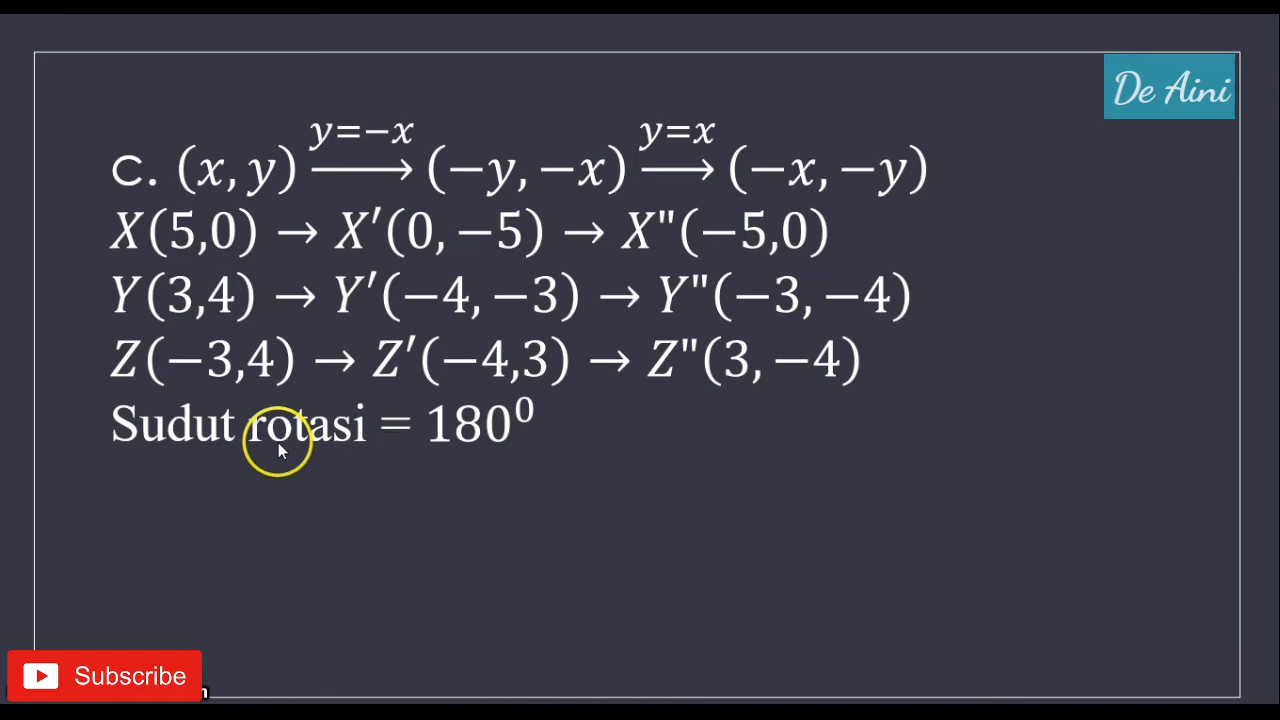 De Aini
y=−x y=x
C. (x, y) ⟶ (−y, −x) ⟶ (−x, −y)
X(5,0) → X′(0, −5) → X"(−5,0)
Y(3,4) → Y′(−4, −3) → Y"(−3, −4)
Z(−3,4) → Z′(−4,3) → Z"(3, −4)
Sudut rotasi = 180⁰
Subscribe